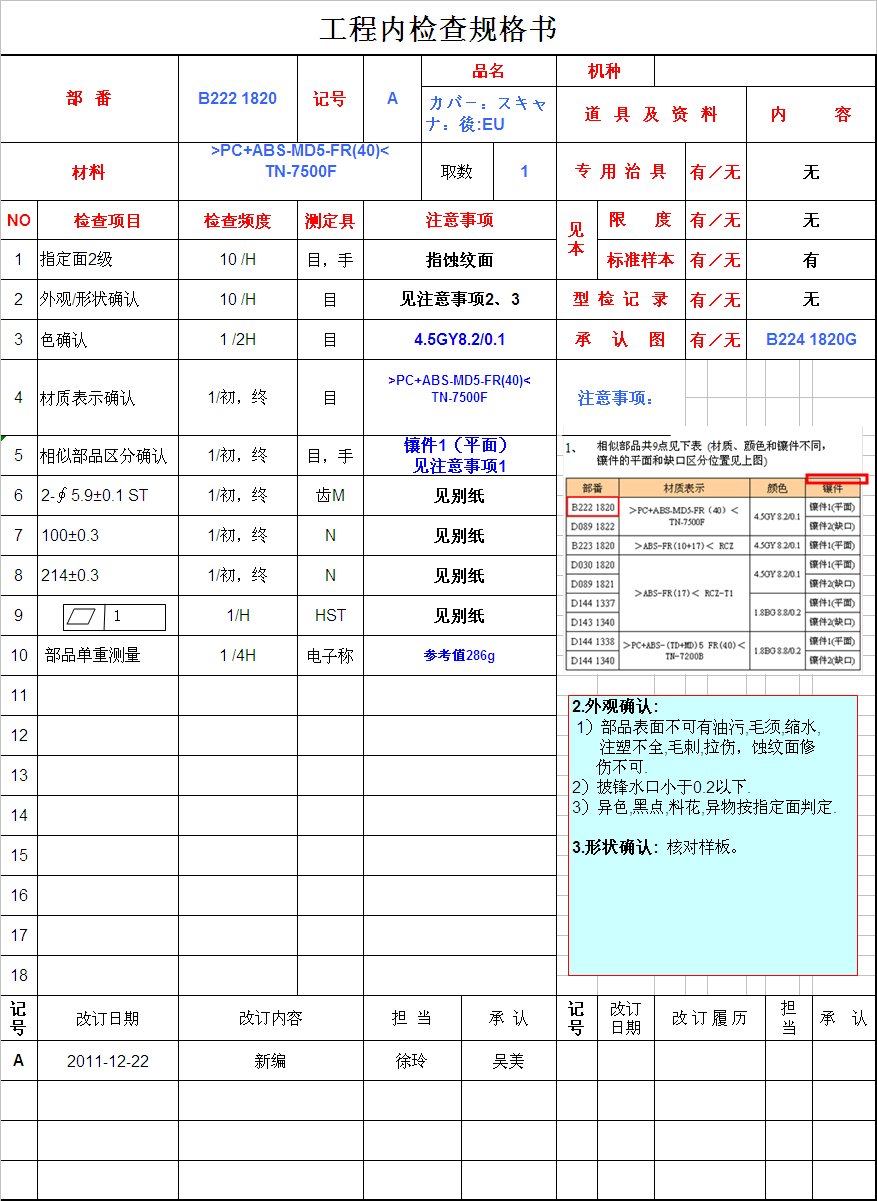 工程内检查规格书
部 番 B222 1820 记号 A 品名 机种
カバー：スキャ
ナ：後:EU
道 具 及 资 料 内 容
材料 >PC+ABS-MD5-FR(40)<
TN-7500F
取数 1 专 用 治 具 有／无 无
NO 检查项目 检查频度 测定具 注意事项 见本 限 度 有／无 无
1 指定面2级 10 /H 目，手 指蚀纹面 标准样本 有／无 有
2 外观/形状确认 10 /H 目 见注意事项2、3 型 检 记 录 有／无 无
3 色确认 1 /2H 目 4.5GY8.2/0.1 承 认 图 有／无 B224 1820G
4 材质表示确认 1/初，终 目 >PC+ABS-MD5-FR(40)<
TN-7500F
注意事项：
5 相似部品区分确认 1/初，终 目，手 镶件1（平面）
见注意事项1
6 2-∮5.9±0.1 ST 1/初，终 齿M 见别纸
7 100±0.3 1/初，终 N 见别纸
8 214±0.3 1/初，终 N 见别纸
9 ▱ 1 1/H HST 见别纸
10 部品单重测量 1 /4H 电子称 参考值286g
11
12
13
14
15
16
17
18
1、 相似部品共9点见下表 (材质、颜色和镶件不同，
镶件的平面和缺口区分位置见上图)
部番 材质表示 颜色 镶件
B222 1820 ＞PC+ABS-MD5-FR（40）＜
TN-7500F 4.5GY 8.2/0.1 镶件1(平面)
D089 1822 镶件2(缺口)
B223 1820 ＞ABS-FR(10+17)＜ RCZ 4.5GY 8.2/0.1 镶件1(平面)
D030 1820 ＞ABS-FR(17)＜ RCZ-T1 4.5GY 8.2/0.1 镶件1(平面)
D089 1821 镶件2(缺口)
D144 1337 1.8BG 8.8/0.2 镶件1(平面)
D143 1340 镶件2(缺口)
D144 1338 ＞PC+ABS-(TD+MD)5 FR(40)＜
TN-7200B 1.8BG 8.8/0.2 镶件1(平面)
D144 1340 镶件2(缺口)
2.外观确认:
1）部品表面不可有油污,毛须,缩水,
注塑不全,毛刺,拉伤，蚀纹面修
伤不可.
2）披锋水口小于0.2以下.
3）异色,黑点,料花,异物按指定面判定.
3.形状确认: 核对样板。
记号 改订日期 改订内容 担 当 承 认 记号 改订日期 改 订 履 历 担当 承 认
A 2011-12-22 新编 徐玲 吴美